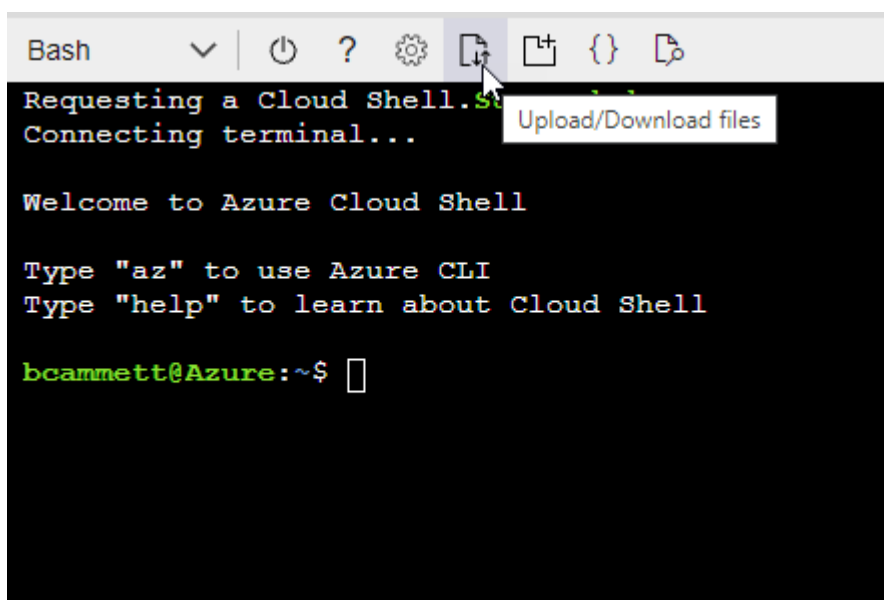 Bash
?
{}
Requesting a Cloud Shell.
Upload/Download files
Connecting terminal...
Welcome to Azure Cloud Shell
Type "az" to use Azure CLI
Type "help" to learn about Cloud Shell
bcammett@Azure:~$